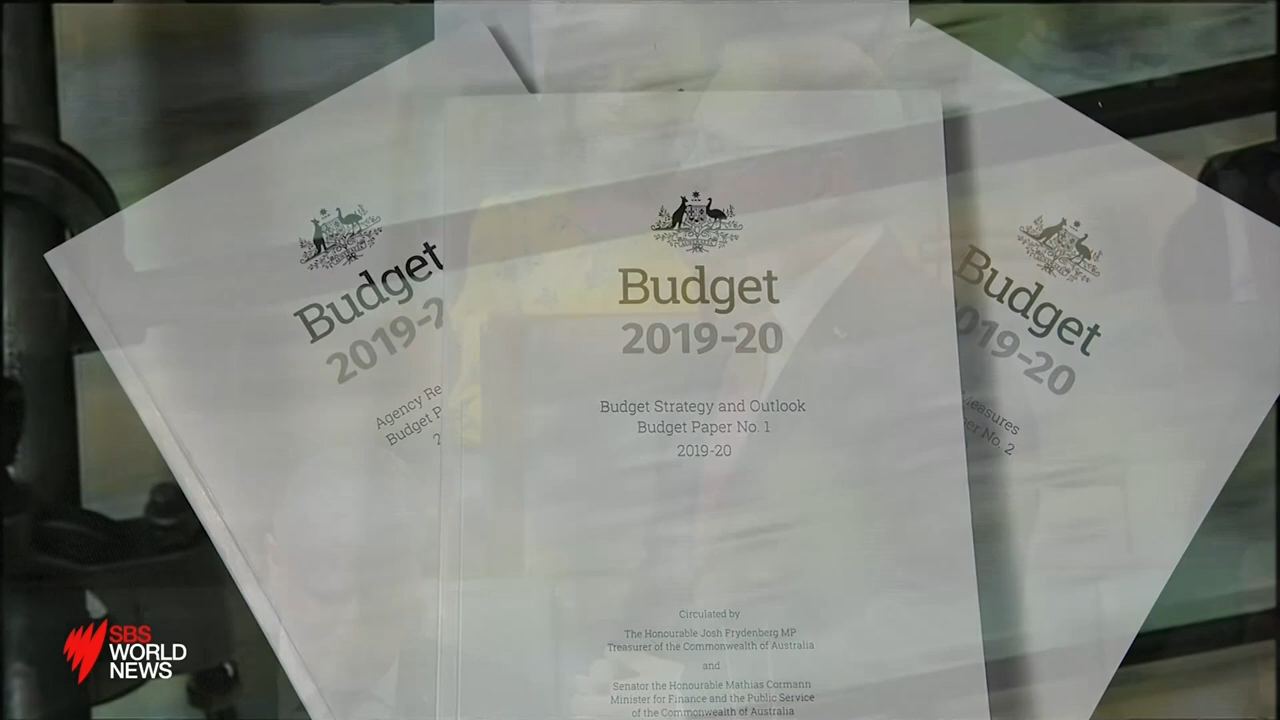 Budget
2019-2
Agency Re
Budget P
2
Budget
2019-20
Budget Strategy and Outlook
Budget Paper No. 1
2019-20
Circulated by
The Honourable Josh Frydenberg MP
Treasurer of the Commonwealth of Australia
and
Senator the Honourable Mathias Cormann
Minister for Finance and the Public Service
of the Commonwealth of Australia
Budget
019-20
Measures
er No. 2
SBS
WORLD
NEWS